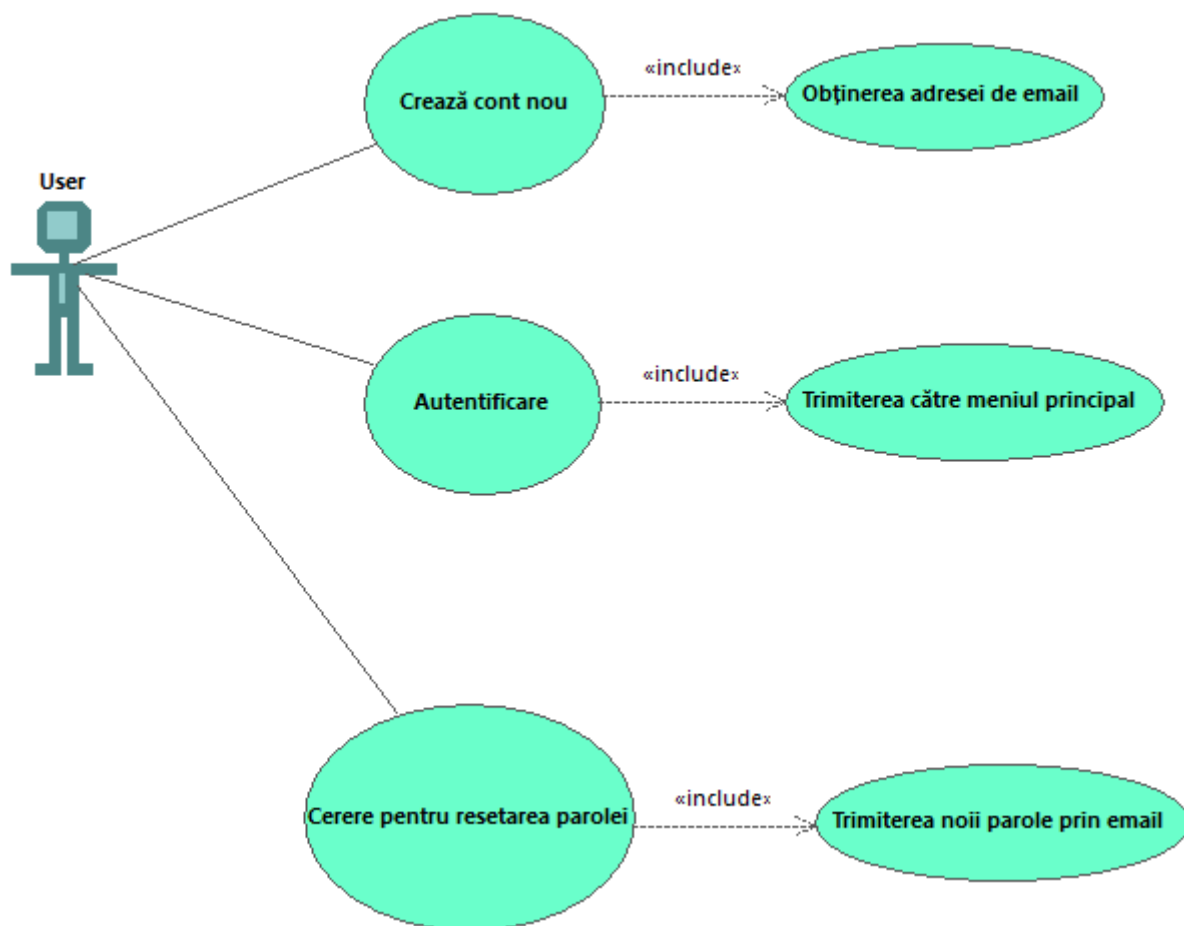 «include»
Crează cont nou
Obținerea adresei de email
User
«include»
Autentificare
Trimiterea către meniul principal
«include»
Cerere pentru resetarea parolei
Trimiterea noii parole prin email